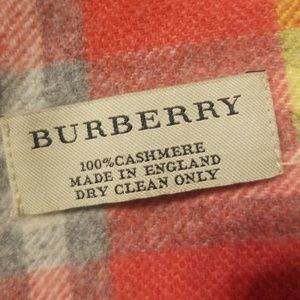 BURBERRY
100%CASHMERE
MADE IN ENGLAND
DRY CLEAN ONLY